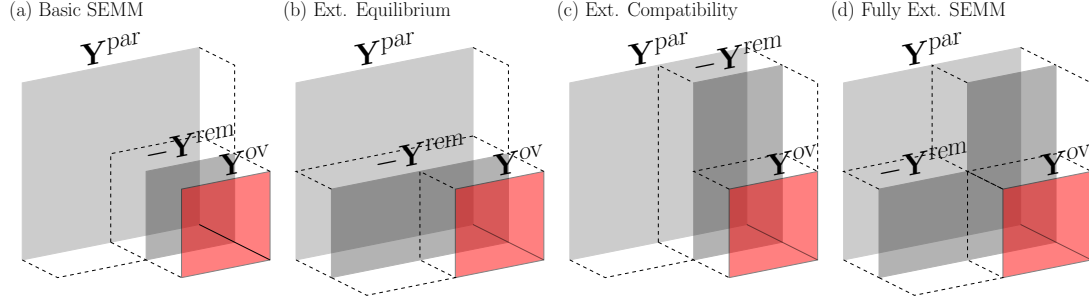 (a) Basic SEMM
(b) Ext. Equilibrium
(c) Ext. Compatibility
(d) Fully Ext. SEMM
Y^par
−Y^rem
Y^ov
Y^par
−Y^rem
Y^ov
Y^par
−Y^rem
Y^ov
Y^par
−Y^rem
Y^ov